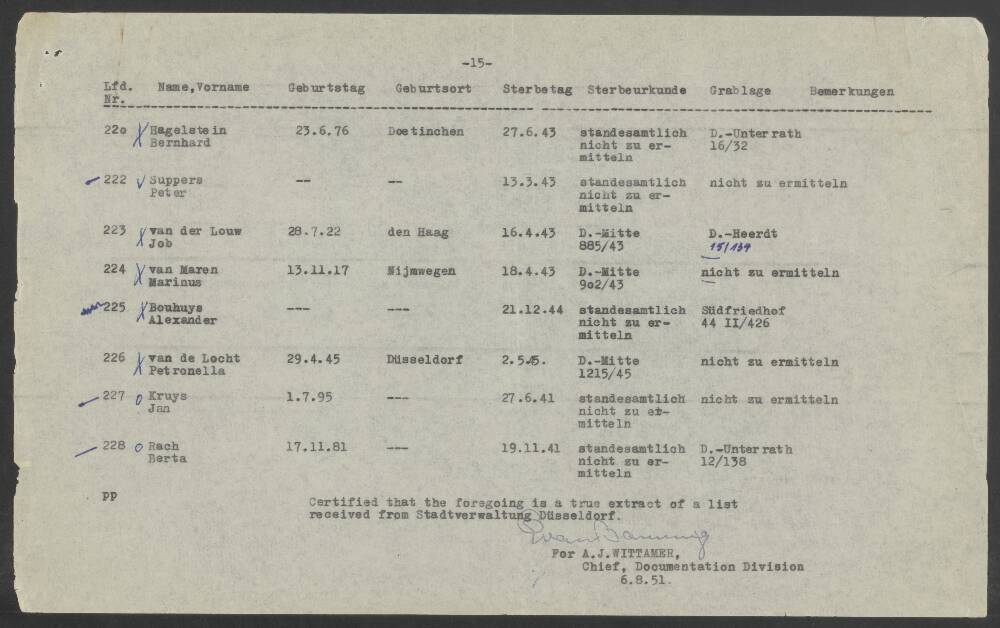 -15-
Lfd. Name,Vorname Geburtstag Geburtsort Sterbetag Sterbeurkunde Grablage Bemerkungen
Nr.
22o Hagelstein 23.6.76 Doetinchen 27.6.43 standesamtlich D.-Unterrath
Bernhard nicht zu er- 16/32
mitteln
222 Suppers -- -- 13.3.43 standesamtlich nicht zu ermitteln
Peter nicht zu er-
mitteln
223 van der Louw 28.7.22 den Haag 16.4.43 D.-Mitte D.-Heerdt
Job 885/43 15/139
224 van Maren 13.11.17 Nijmwegen 18.4.43 D.-Mitte nicht zu ermitteln
Marinus 9o2/43
225 Bouhuys --- --- 21.12.44 standesamtlich Südfriedhof
Alexander nicht zu er- 44 II/426
mitteln
226 van de Locht 29.4.45 Düsseldorf 2.5.45. D.-Mitte nicht zu ermitteln
Petronella 1215/45
227 o Kruys 1.7.95 --- 27.6.41 standesamtlich nicht zu ermitteln
Jan nicht zu er-
mitteln
228 o Rach 17.11.81 --- 19.11.41 standesamtlich D.-Unterrath
Berta nicht zu er- 12/138
mitteln
pp
Certified that the foregoing is a true extract of a list
received from Stadtverwaltung Düsseldorf.
For A.J.WITTAMER,
Chief, Documentation Division
6.8.51.